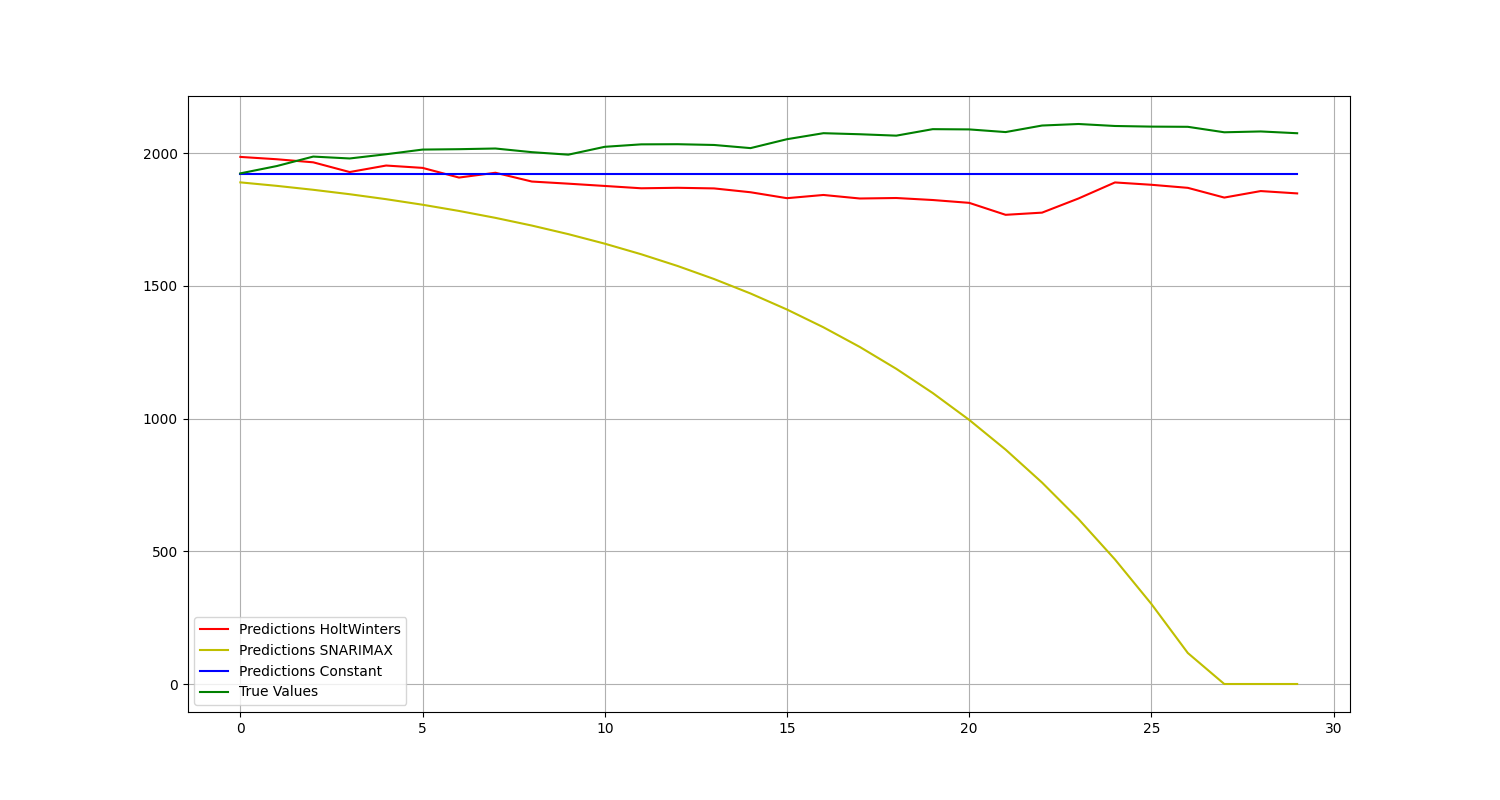 2000
1500
1000
500
0
Predictions HoltWinters
Predictions SNARIMAX
Predictions Constant
True Values
0 5 10 15 20 25 30